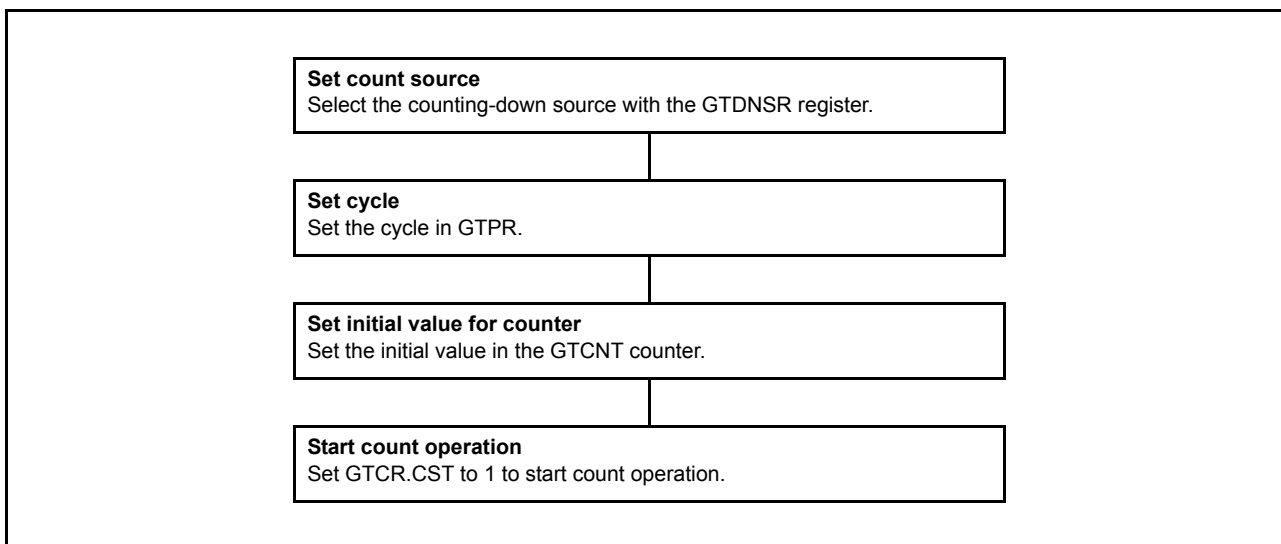 Set count source
Select the counting-down source with the GTDNSR register.
Set cycle
Set the cycle in GTPR.
Set initial value for counter
Set the initial value in the GTCNT counter.
Start count operation
Set GTCR.CST to 1 to start count operation.